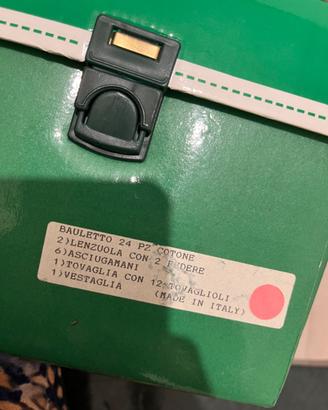 BAULETTO 24 PZ COTONE
2)LENZUOLA CON 2 FEDERE
6)ASCIUGAMANI
1)TOVAGLIA CON 12 TOVAGLIOLI
1)VESTAGLIA (MADE IN ITALY)